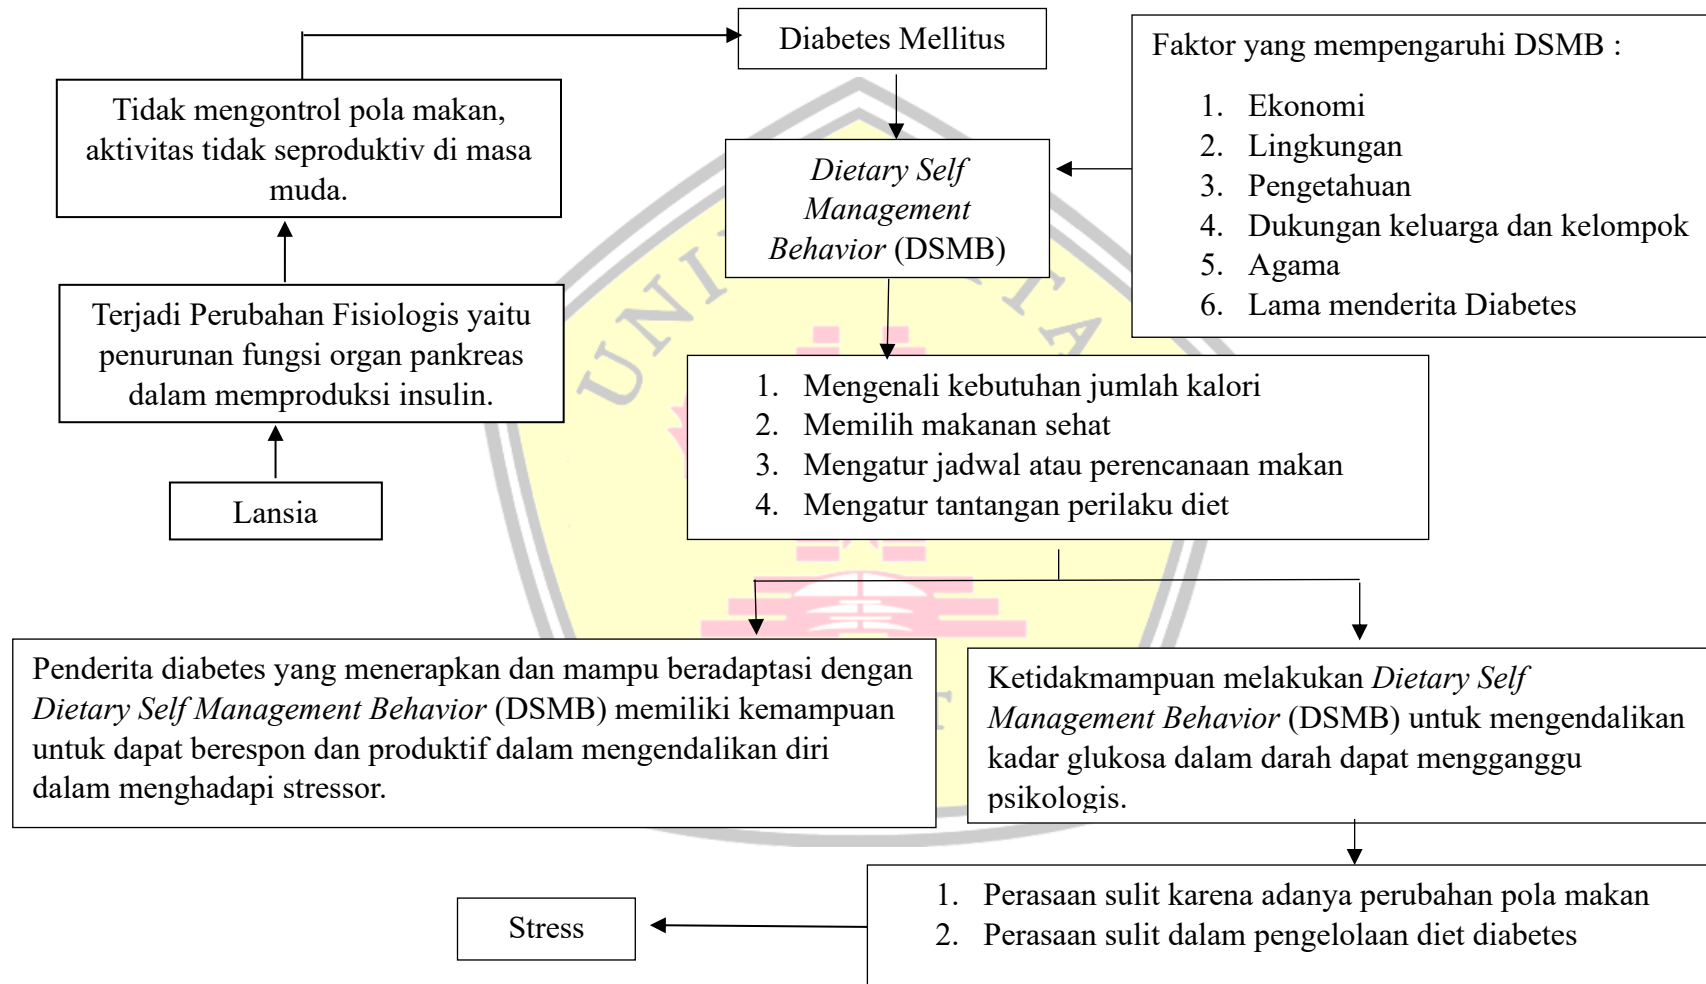 Diabetes Mellitus
Faktor yang mempengaruhi DSMB :
1. Ekonomi
2. Lingkungan
3. Pengetahuan
4. Dukungan keluarga dan kelompok
5. Agama
6. Lama menderita Diabetes
Tidak mengontrol pola makan,
aktivitas tidak seproduktiv di masa
muda.
Dietary Self
Management
Behavior (DSMB)
Terjadi Perubahan Fisiologis yaitu
penurunan fungsi organ pankreas
dalam memproduksi insulin.
Lansia
1. Mengenali kebutuhan jumlah kalori
2. Memilih makanan sehat
3. Mengatur jadwal atau perencanaan makan
4. Mengatur tantangan perilaku diet
Penderita diabetes yang menerapkan dan mampu beradaptasi dengan
Dietary Self Management Behavior (DSMB) memiliki kemampuan
untuk dapat berespon dan produktif dalam mengendalikan diri
dalam menghadapi stressor.
Ketidakmampuan melakukan Dietary Self
Management Behavior (DSMB) untuk mengendalikan
kadar glukosa dalam darah dapat mengganggu
psikologis.
1. Perasaan sulit karena adanya perubahan pola makan
2. Perasaan sulit dalam pengelolaan diet diabetes
Stress